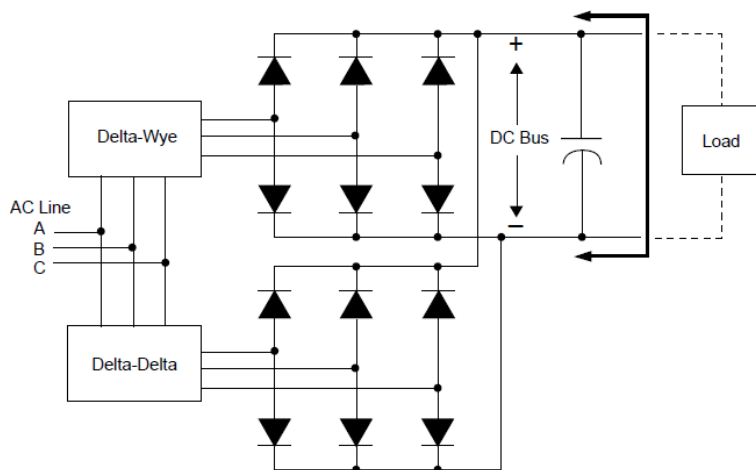 +
Delta-Wye
DC Bus
Load
−
AC Line
A
B
C
Delta-Delta